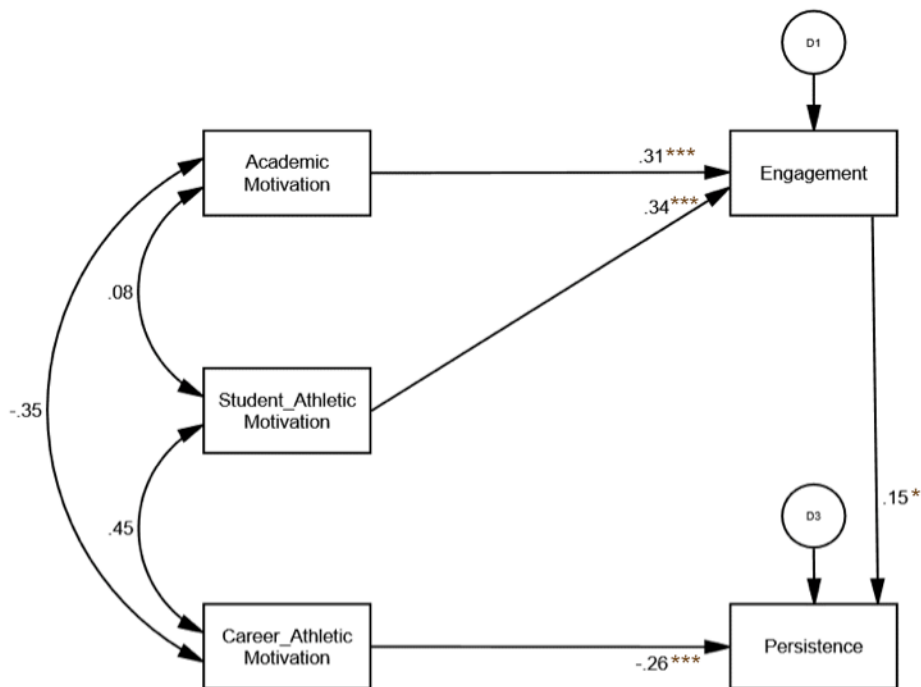 D1
Academic
Motivation
.31***
Engagement
.34***
.08
Student_Athletic
Motivation
-.35
.45
D3
.15*
Career_Athletic
Motivation
-.26***
Persistence